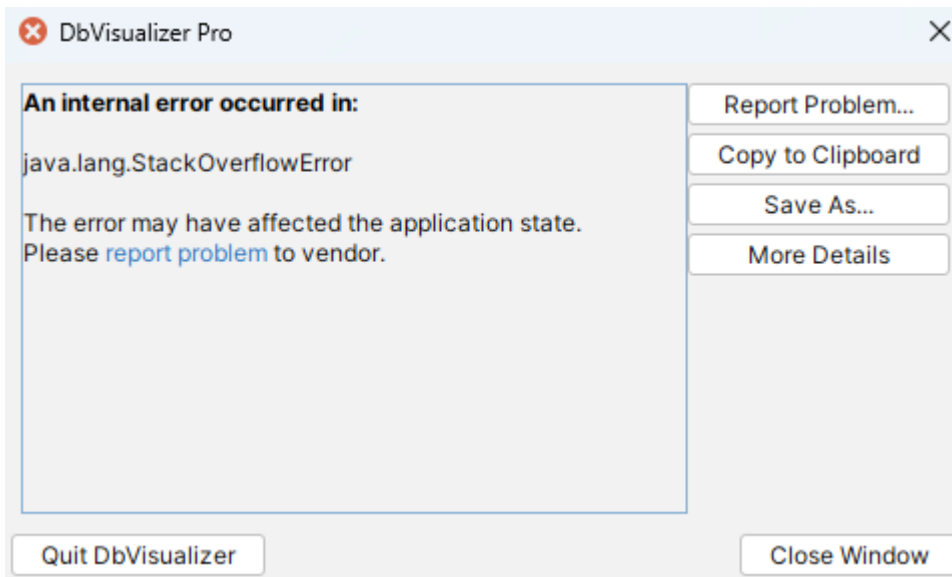 DbVisualizer Pro
An internal error occurred in:
java.lang.StackOverflowError
The error may have affected the application state.
Please report problem to vendor.
Report Problem...
Copy to Clipboard
Save As...
More Details
Quit DbVisualizer
Close Window